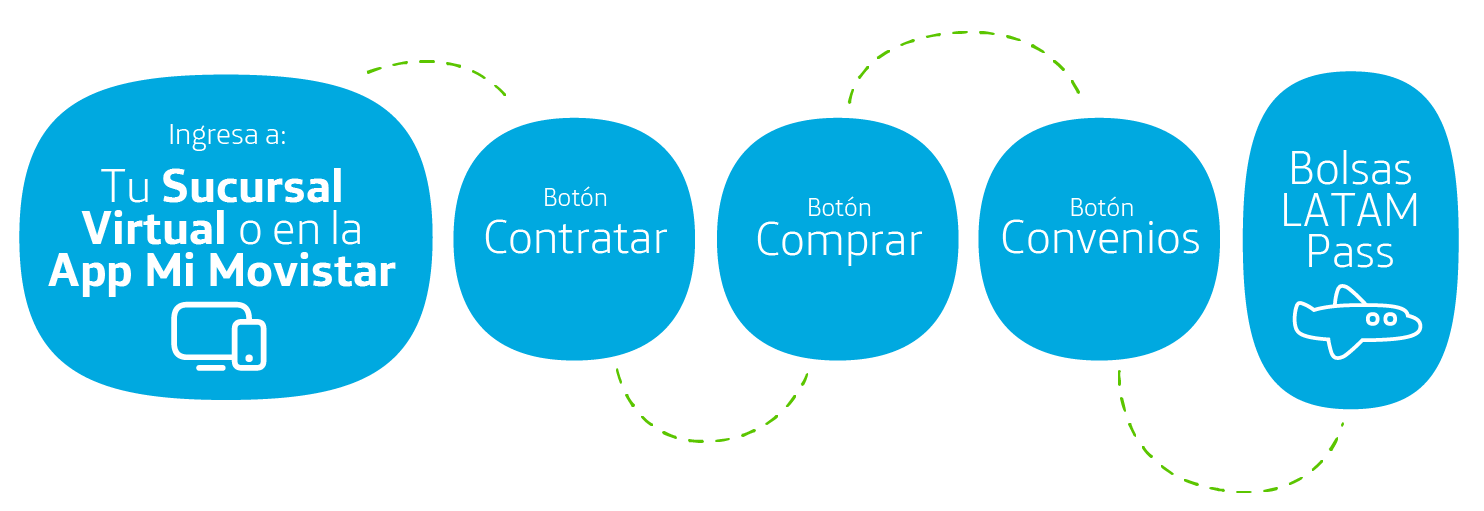 Ingresa a:
Tu Sucursal
Virtual o en la
App Mi Movistar
Botón
Contratar
Botón
Comprar
Botón
Convenios
Bolsas
LATAM
Pass